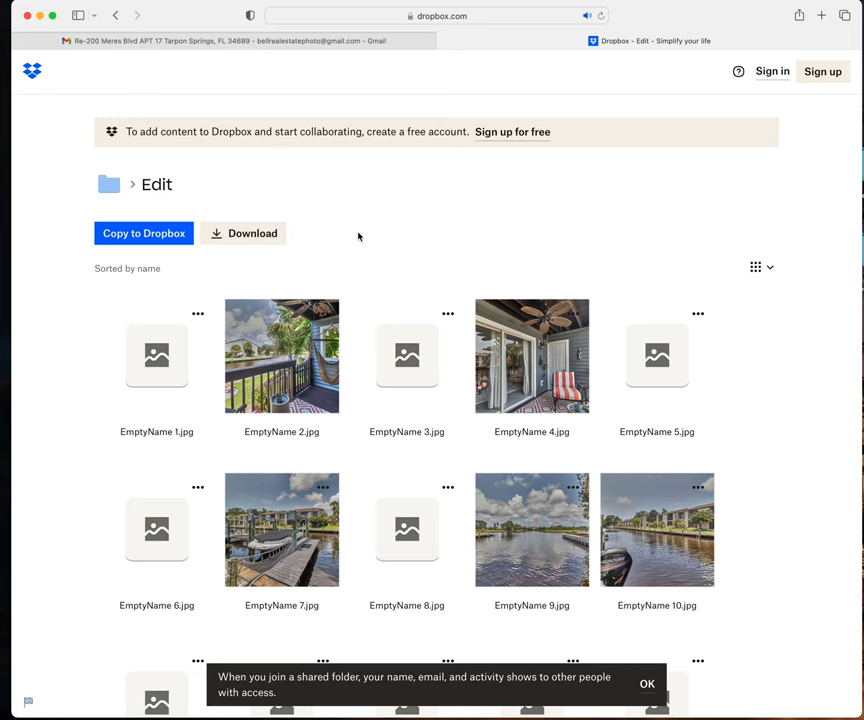 dropbox.com
Re-200 Meres Blvd APT 17 Tarpon Springs, FL 34689 - bellrealestatephoto@gmail.com - Gmail
Dropbox - Edit - Simplify your life
Sign in
Sign up
To add content to Dropbox and start collaborating, create a free account. Sign up for free
> Edit
Copy to Dropbox
Download
Sorted by name
EmptyName 1.jpg
EmptyName 2.jpg
EmptyName 3.jpg
EmptyName 4.jpg
EmptyName 5.jpg
EmptyName 6.jpg
EmptyName 7.jpg
EmptyName 8.jpg
EmptyName 9.jpg
EmptyName 10.jpg
When you join a shared folder, your name, email, and activity shows to other people
with access.
OK